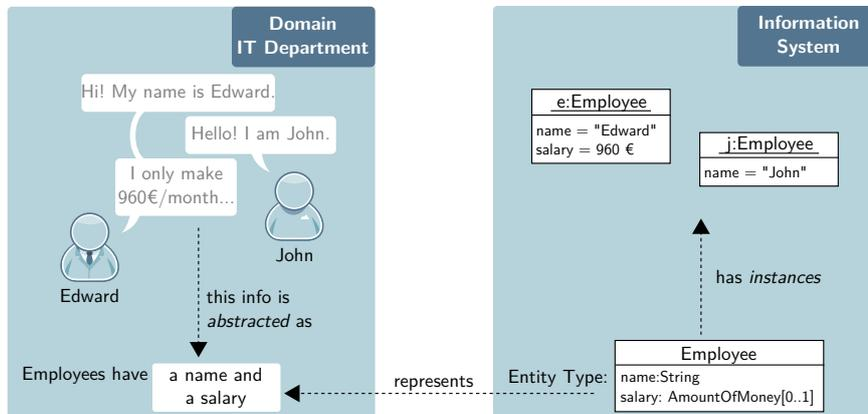 Domain
IT Department
Hi! My name is Edward.
Hello! I am John.
I only make
960€/month...
John
Edward
this info is
abstracted as
Employees have
a name and
a salary
represents
Information
System
e:Employee
name = "Edward"
salary = 960 €
j:Employee
name = "John"
has instances
Entity Type:
Employee
name:String
salary: AmountOfMoney[0..1]